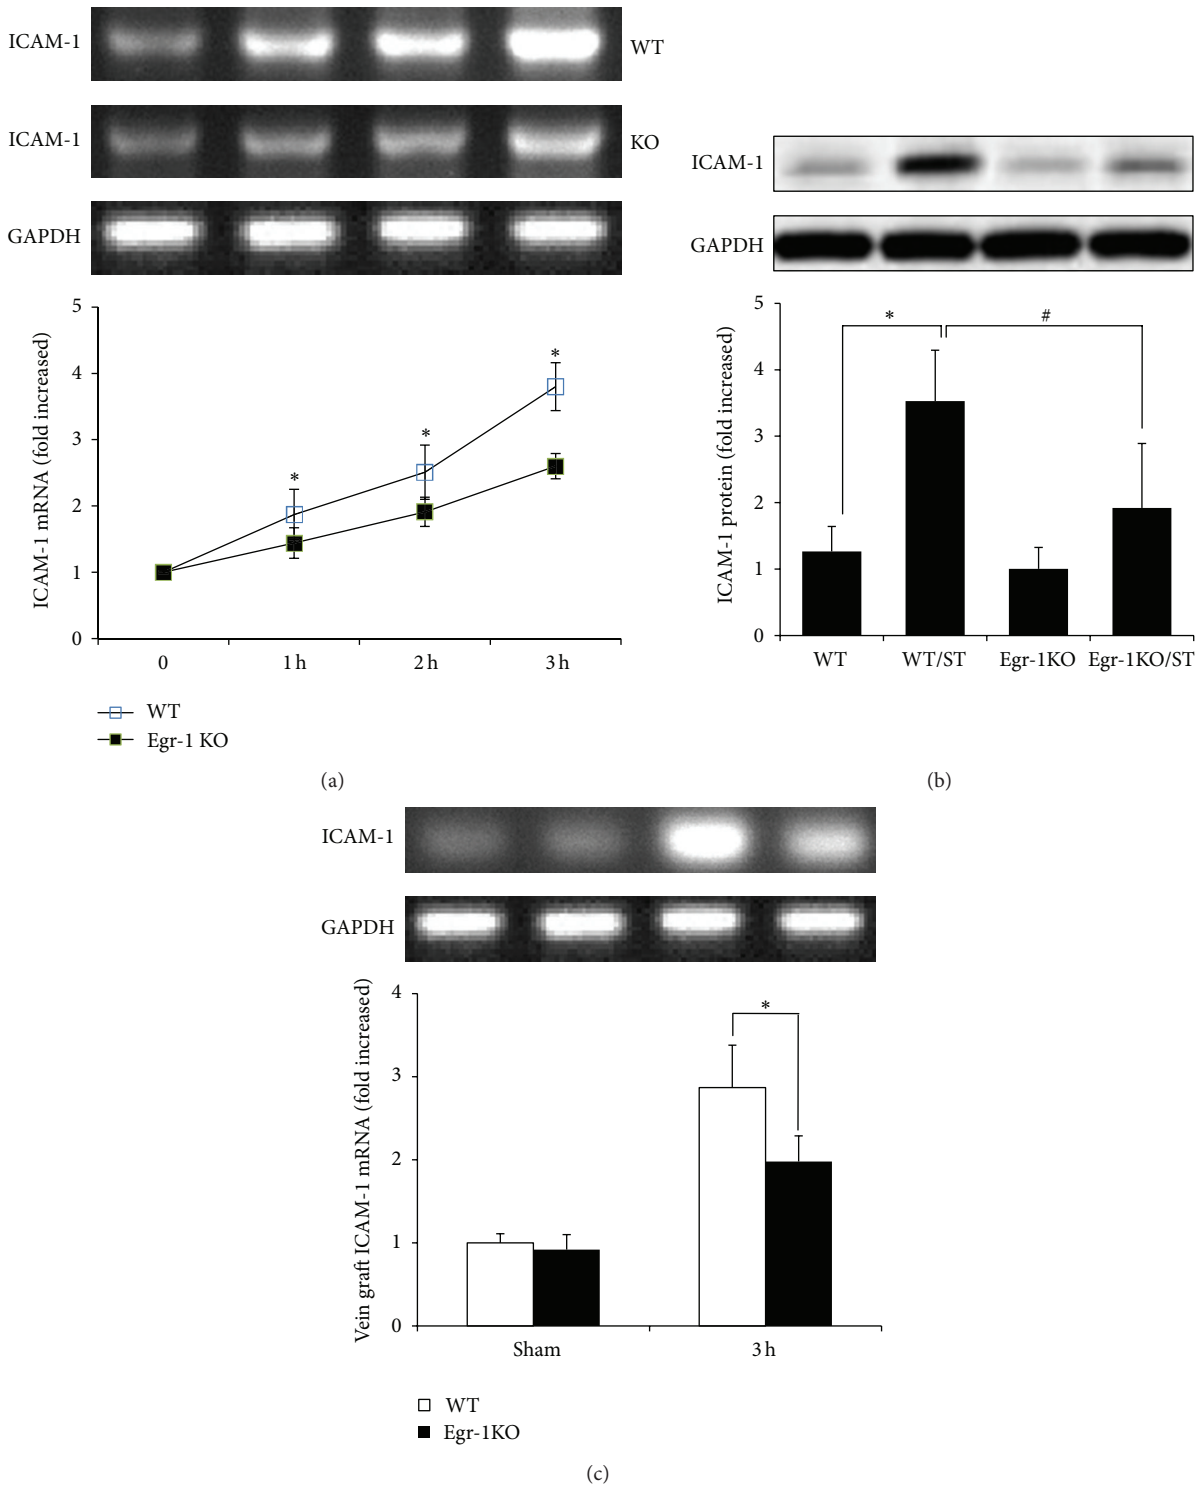 ICAM-1
WT
ICAM-1
KO
GAPDH
ICAM-1 mRNA (fold increased)
5
4
3
2
1
0
*
*
*
0
1 h
2 h
3 h
WT
Egr-1 KO
(a)
ICAM-1
GAPDH
ICAM-1 protein (fold increased)
5
4
3
2
1
0
*
#
WT
WT/ST
Egr-1KO
Egr-1KO/ST
(b)
ICAM-1
GAPDH
Vein graft ICAM-1 mRNA (fold increased)
4
3
2
1
0
*
Sham
3 h
WT
Egr-1KO
(c)